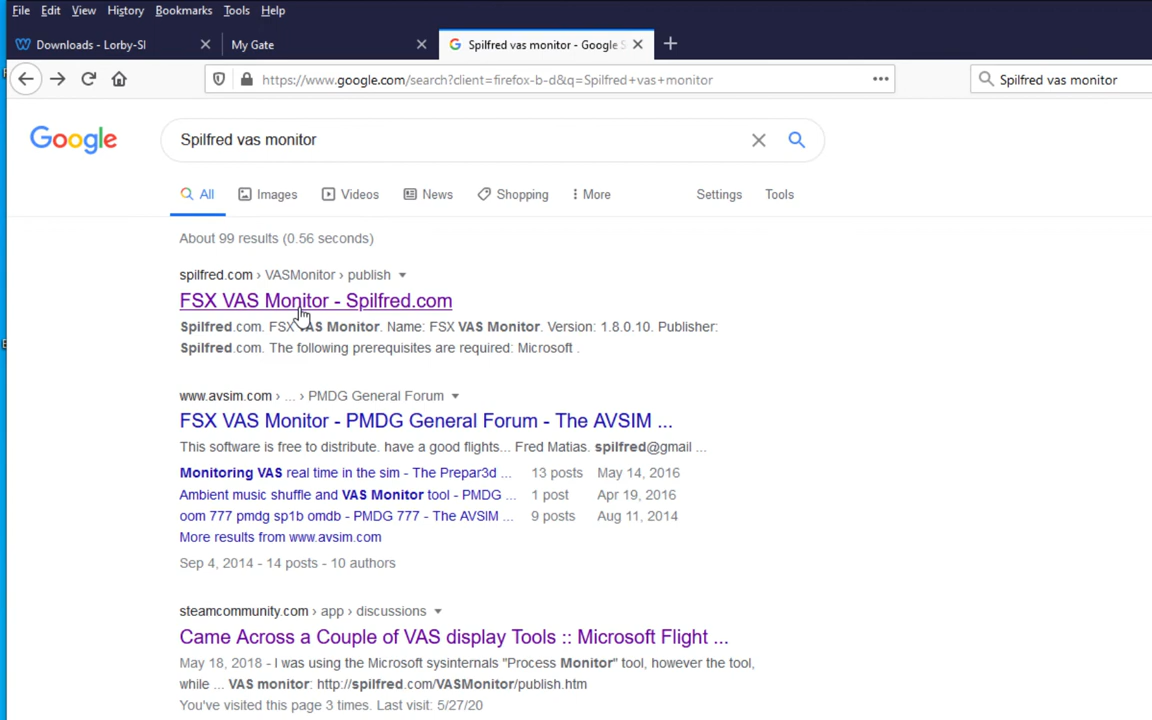 File Edit View History Bookmarks Tools Help
Downloads - Lorby-SI
My Gate
Spilfred vas monitor - Google S
https://www.google.com/search?client=firefox-b-d&q=Spilfred+vas+monitor
Spilfred vas monitor
Google
Spilfred vas monitor
All Images Videos News Shopping More Settings Tools
About 99 results (0.56 seconds)
spilfred.com › VASMonitor › publish
FSX VAS Monitor - Spilfred.com
Spilfred.com. FSX VAS Monitor. Name: FSX VAS Monitor. Version: 1.8.0.10. Publisher:
Spilfred.com. The following prerequisites are required: Microsoft .
www.avsim.com › ... › PMDG General Forum
FSX VAS Monitor - PMDG General Forum - The AVSIM ...
This software is free to distribute. have a good flights... Fred Matias. spilfred@gmail ...
Monitoring VAS real time in the sim - The Prepar3d ... 13 posts May 14, 2016
Ambient music shuffle and VAS Monitor tool - PMDG ... 1 post Apr 19, 2016
oom 777 pmdg sp1b omdb - PMDG 777 - The AVSIM ... 9 posts Aug 11, 2014
More results from www.avsim.com
Sep 4, 2014 - 14 posts - 10 authors
steamcommunity.com › app › discussions
Came Across a Couple of VAS display Tools :: Microsoft Flight ...
May 18, 2018 - I was using the Microsoft sysinternals "Process Monitor" tool, however the tool,
while ... VAS monitor: http://spilfred.com/VASMonitor/publish.htm
You've visited this page 3 times. Last visit: 5/27/20